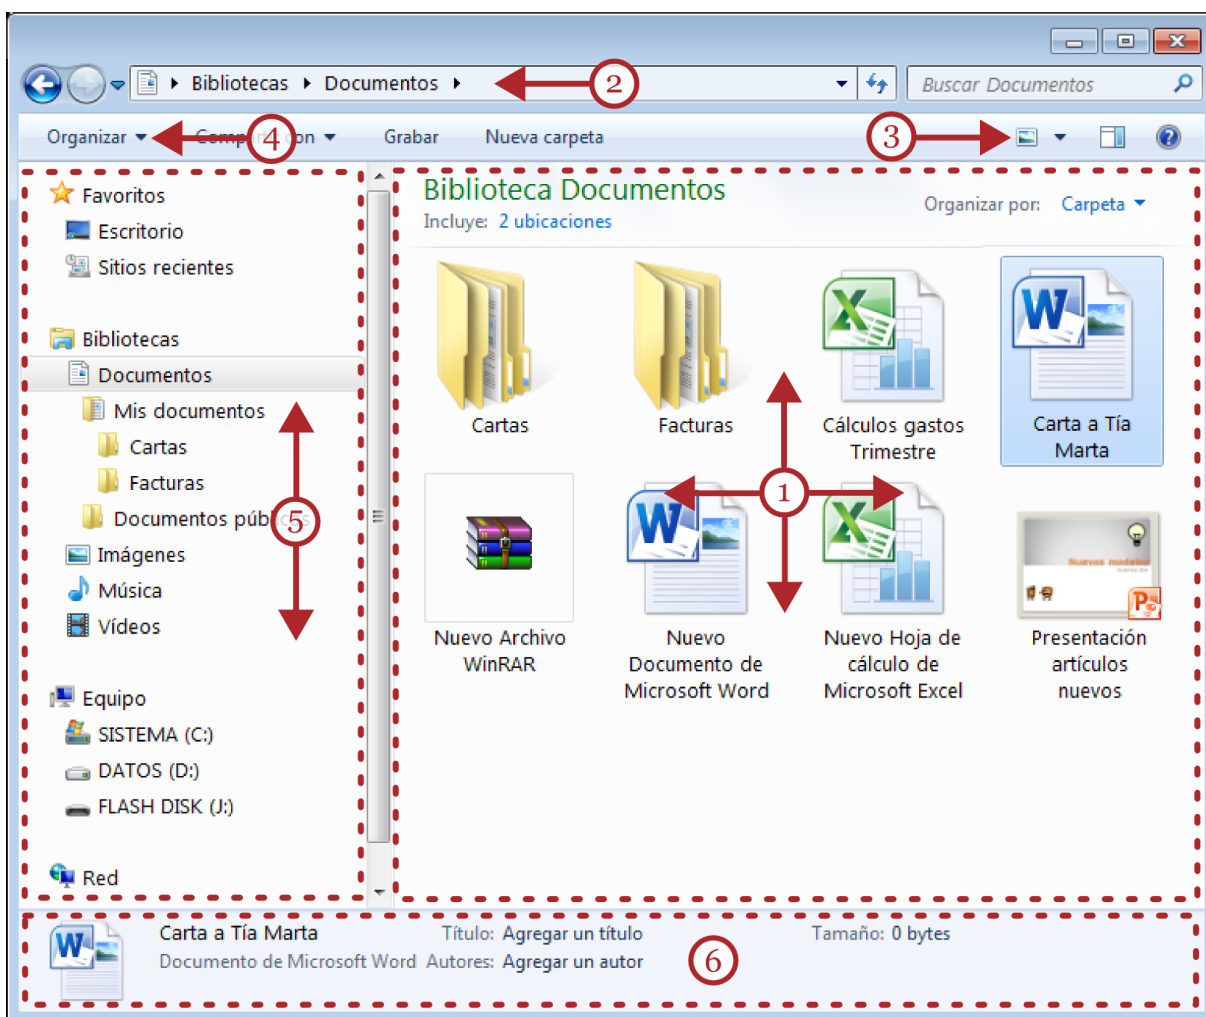 Bibliotecas Documentos
2
Buscar Documentos
Organizar
4
Grabar
Nueva carpeta
3
Favoritos
Escritorio
Sitios recientes
Bibliotecas
Documentos
Mis documentos
Cartas
Facturas
Documentos
5
Imágenes
Música
Vídeos
Equipo
SISTEMA (C:)
DATOS (D:)
FLASH DISK (J:)
Red
Biblioteca Documentos
Incluye: 2 ubicaciones
Organizar por: Carpeta
Cartas
Facturas
Cálculos gastos
Trimestre
Carta a Tía
Marta
1
Nuevo Archivo
WinRAR
Nuevo
Documento de
Microsoft Word
Nuevo Hoja de
cálculo de
Microsoft Excel
Nuevos modelos
Presentación
artículos
nuevos
Carta a Tía Marta
Título: Agregar un título
Tamaño: 0 bytes
Documento de Microsoft Word
Autores: Agregar un autor
6